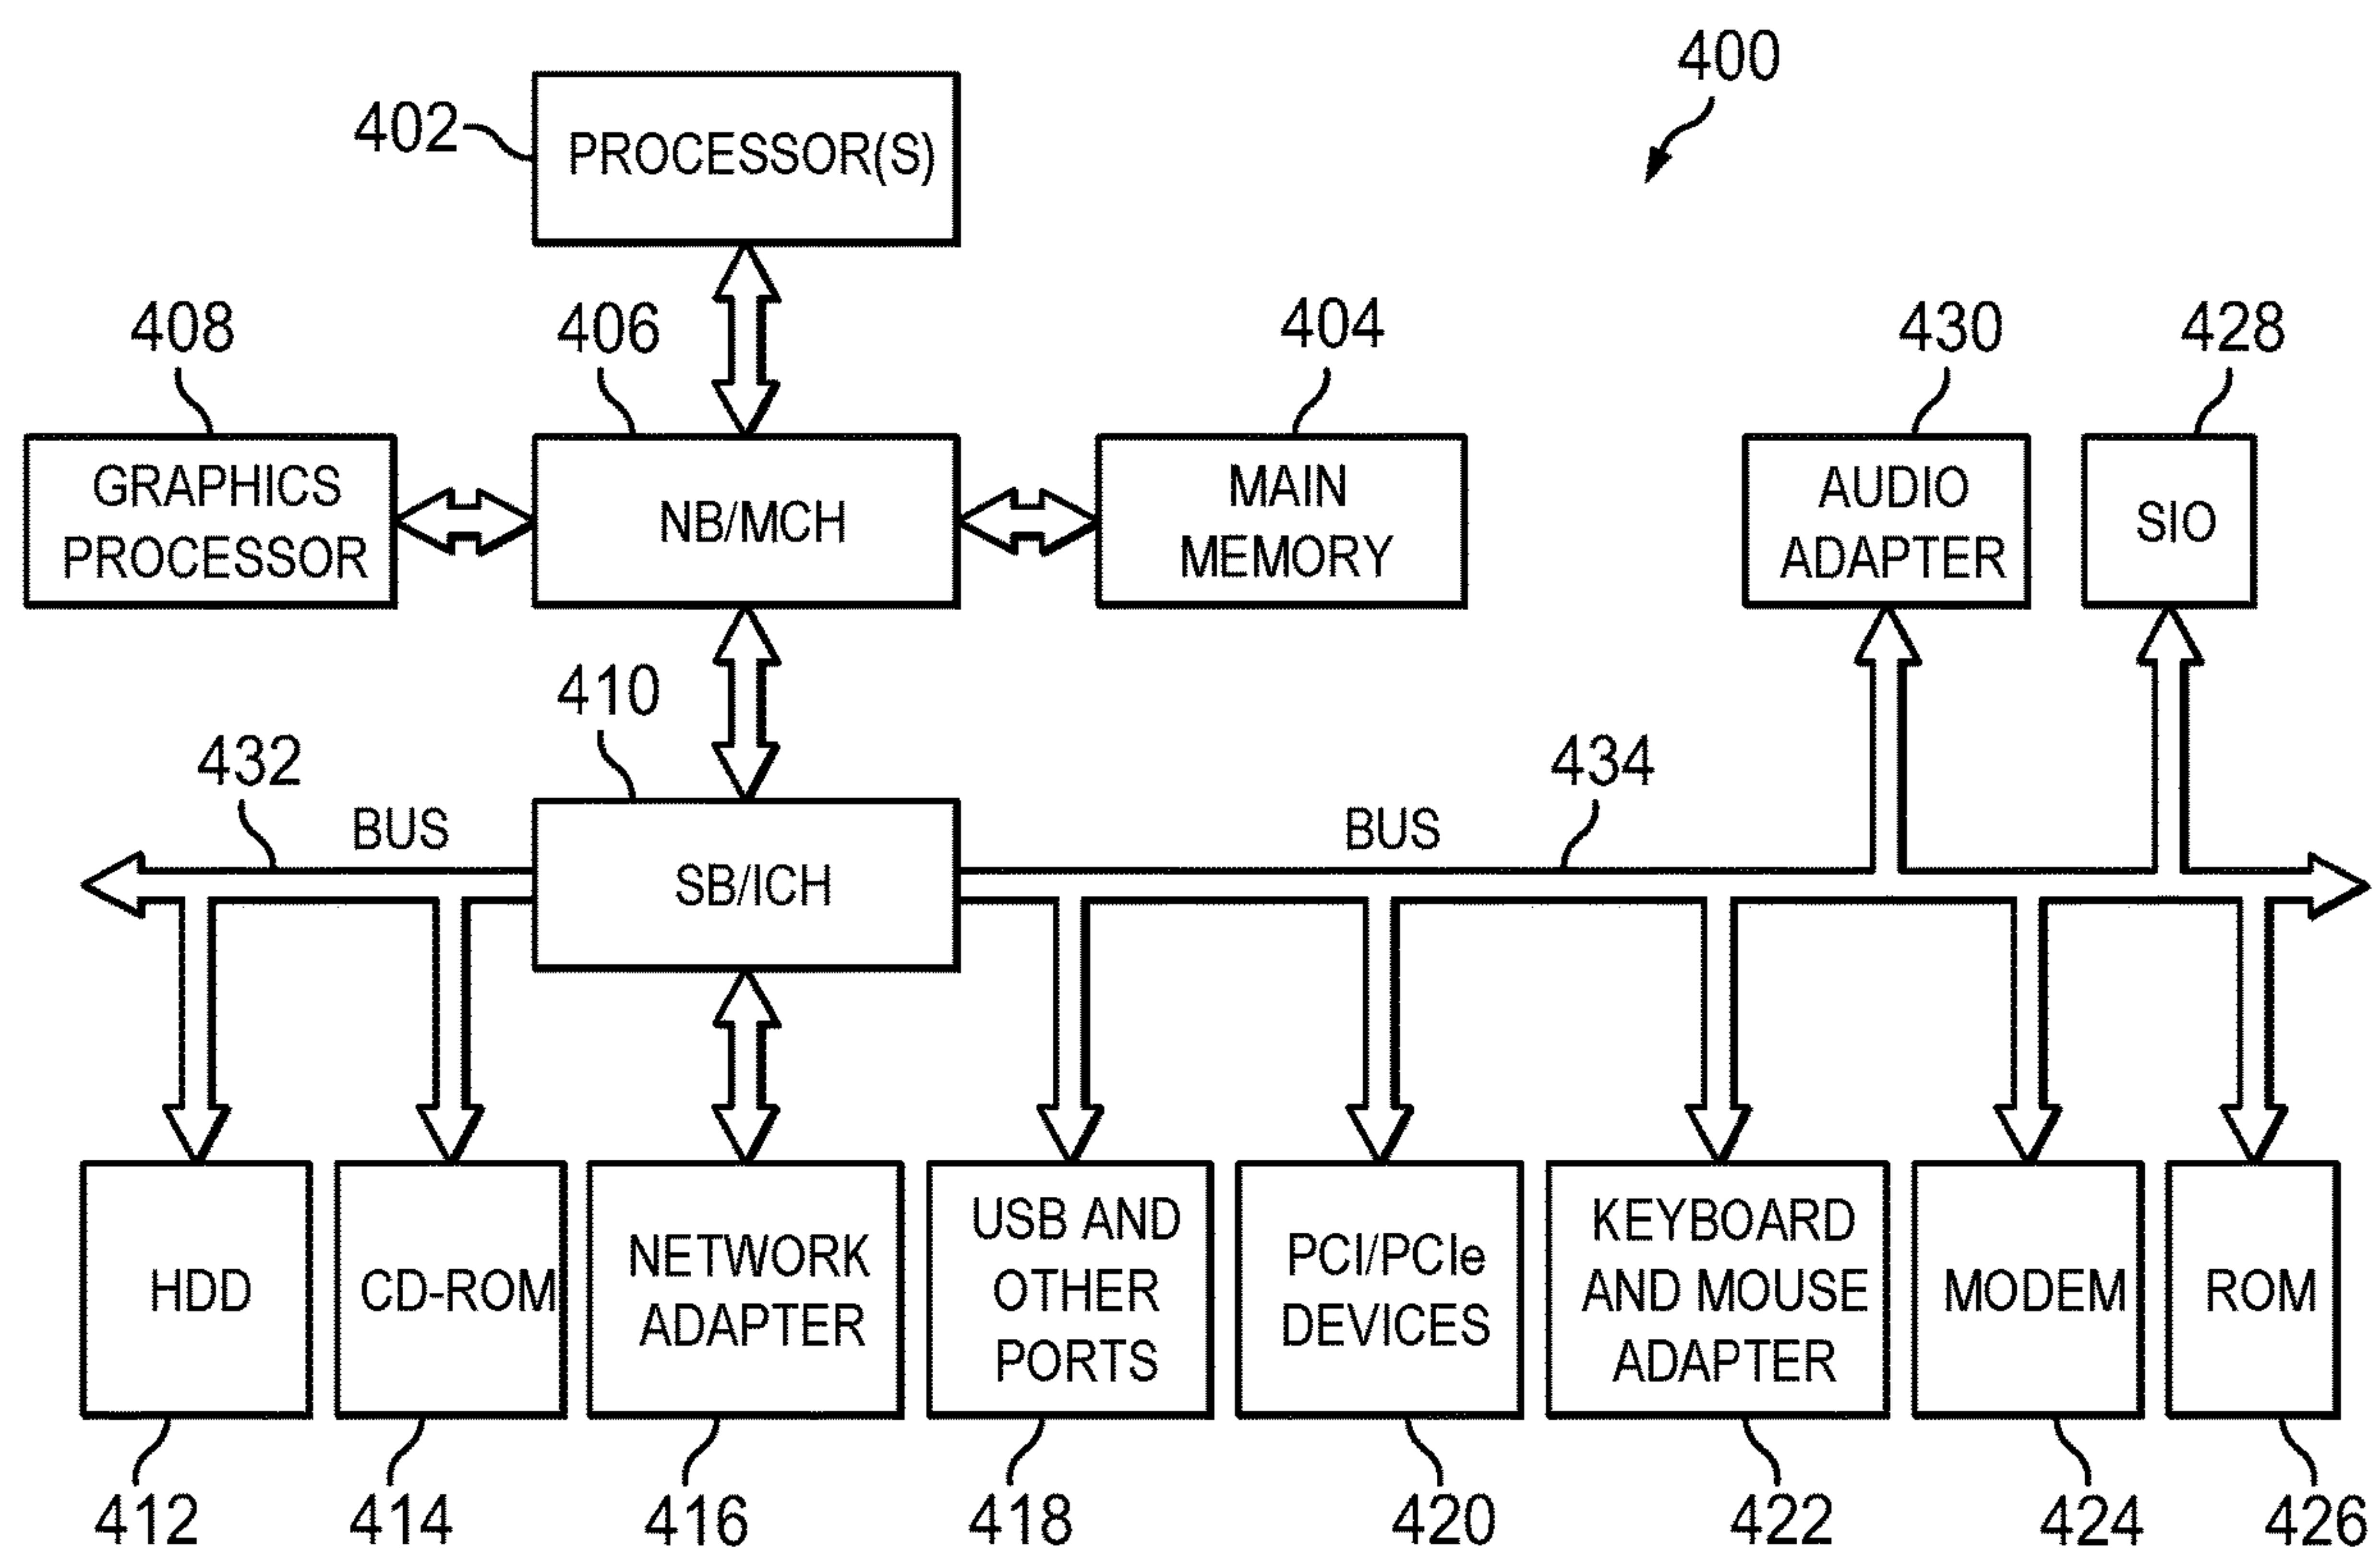 400
402
PROCESSOR(S)
408
406
404
430
428
GRAPHICS
PROCESSOR
NB/MCH
MAIN
MEMORY
AUDIO
ADAPTER
SIO
410
432
BUS
434
BUS
SB/ICH
HDD
CD-ROM
NETWORK
ADAPTER
USB AND
OTHER
PORTS
PCI/PCIe
DEVICES
KEYBOARD
AND MOUSE
ADAPTER
MODEM
ROM
412
414
416
418
420
422
424
426